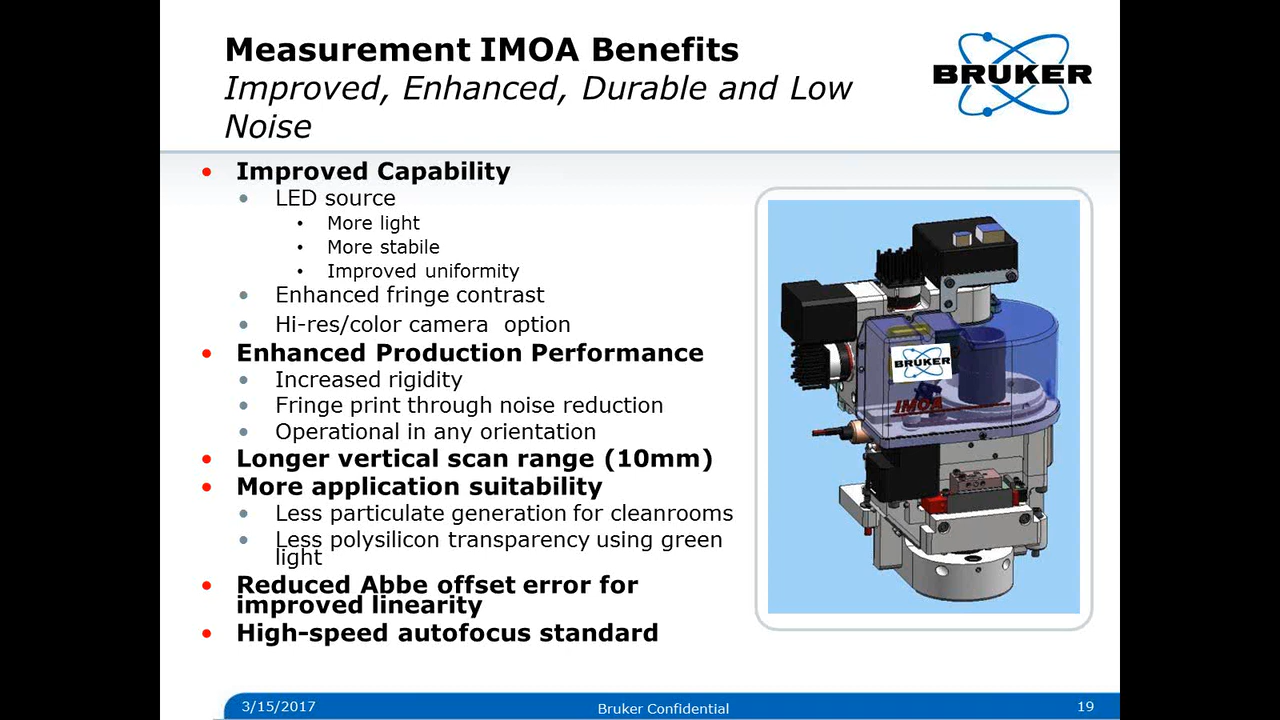 Measurement IMOA Benefits
Improved, Enhanced, Durable and Low
Noise
BRUKER
• Improved Capability
• LED source
• More light
• More stabile
• Improved uniformity
• Enhanced fringe contrast
• Hi-res/color camera option
• Enhanced Production Performance
• Increased rigidity
• Fringe print through noise reduction
• Operational in any orientation
• Longer vertical scan range (10mm)
• More application suitability
• Less particulate generation for cleanrooms
• Less polysilicon transparency using green
light
• Reduced Abbe offset error for
improved linearity
• High-speed autofocus standard
BRUKER
IMOA
3/15/2017
Bruker Confidential
19